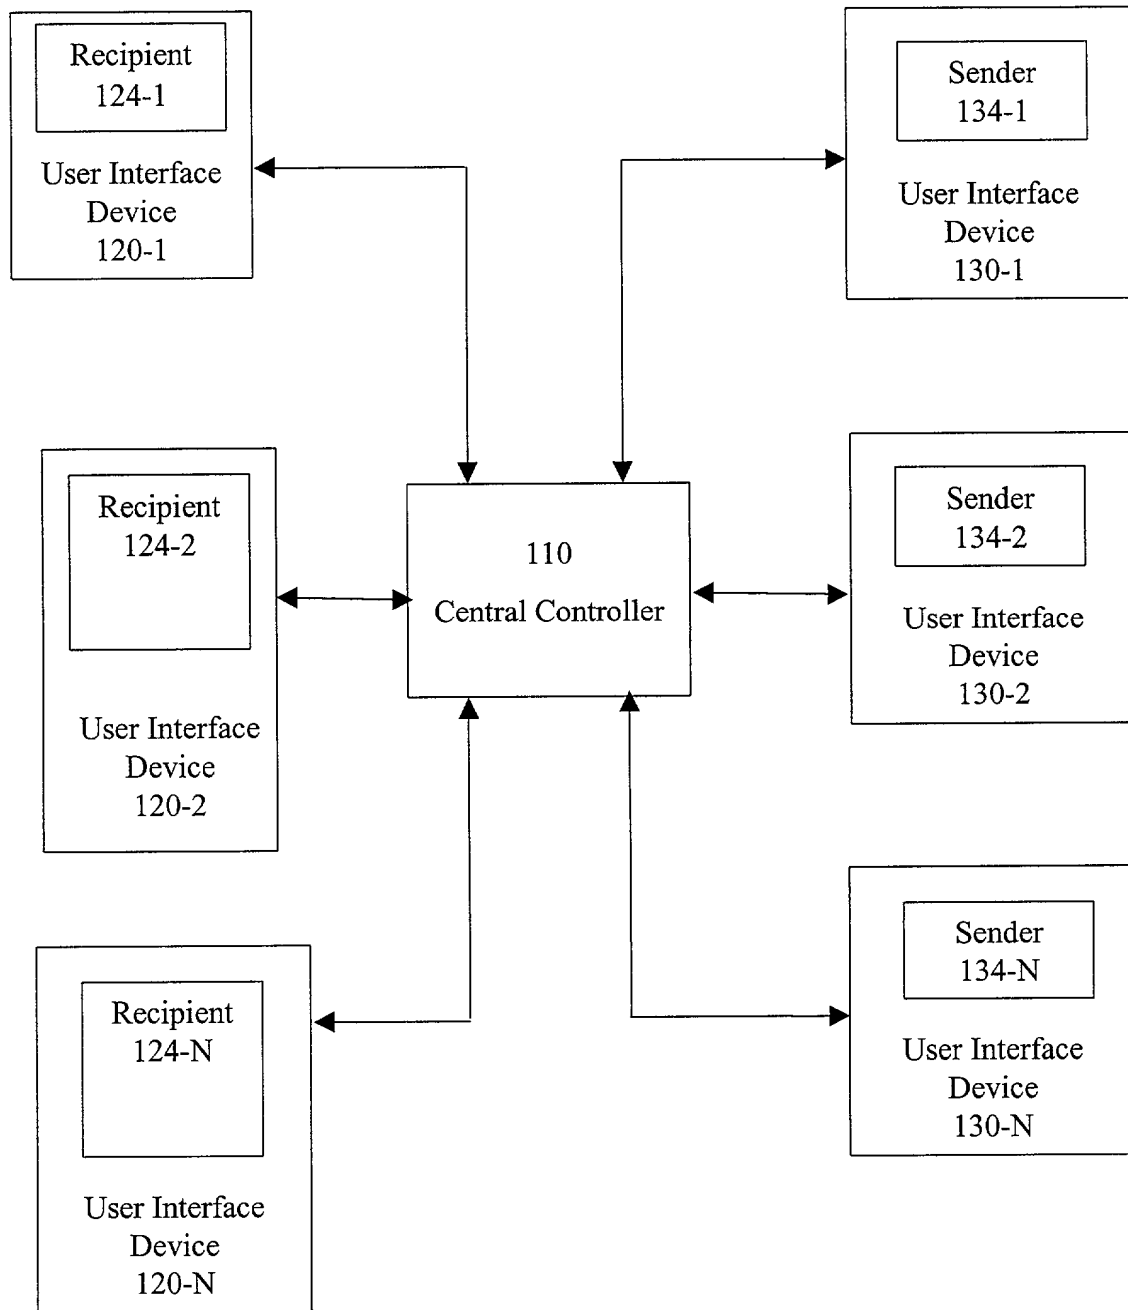 Recipient
124-1
User Interface
Device
120-1
Sender
134-1
User Interface
Device
130-1
Recipient
124-2
User Interface
Device
120-2
110
Central Controller
Sender
134-2
User Interface
Device
130-2
Recipient
124-N
User Interface
Device
120-N
Sender
134-N
User Interface
Device
130-N